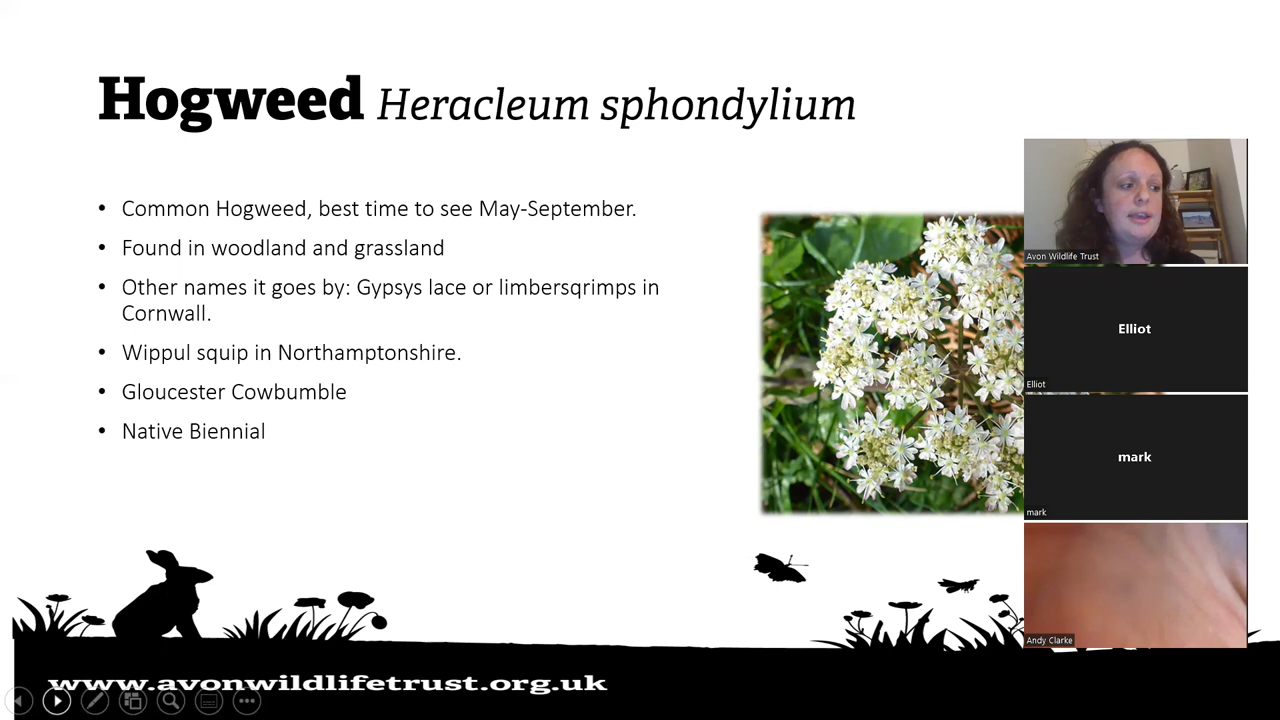 Hogweed Heracleum sphondylium
• Common Hogweed, best time to see May-September.
• Found in woodland and grassland
• Other names it goes by: Gypsys lace or limbersqrimps in
Cornwall.
• Wippul squip in Northamptonshire.
• Gloucester Cowbumble
• Native Biennial
Avon Wildlife Trust
Elliot
Elliot
mark
mark
Andy Clarke
www.avonwildlifetrust.org.uk